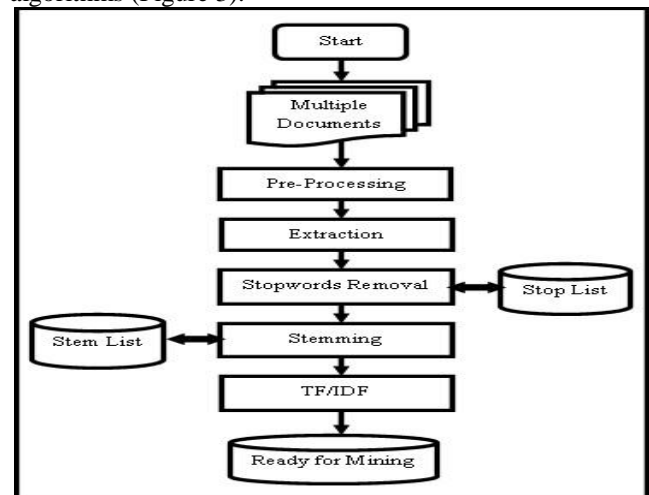 algorithms (Figure 3).
Start
Multiple
Documents
Pre-Processing
Extraction
Stopwords Removal
Stop List
Stem List
Stemming
TF/IDF
Ready for Mining